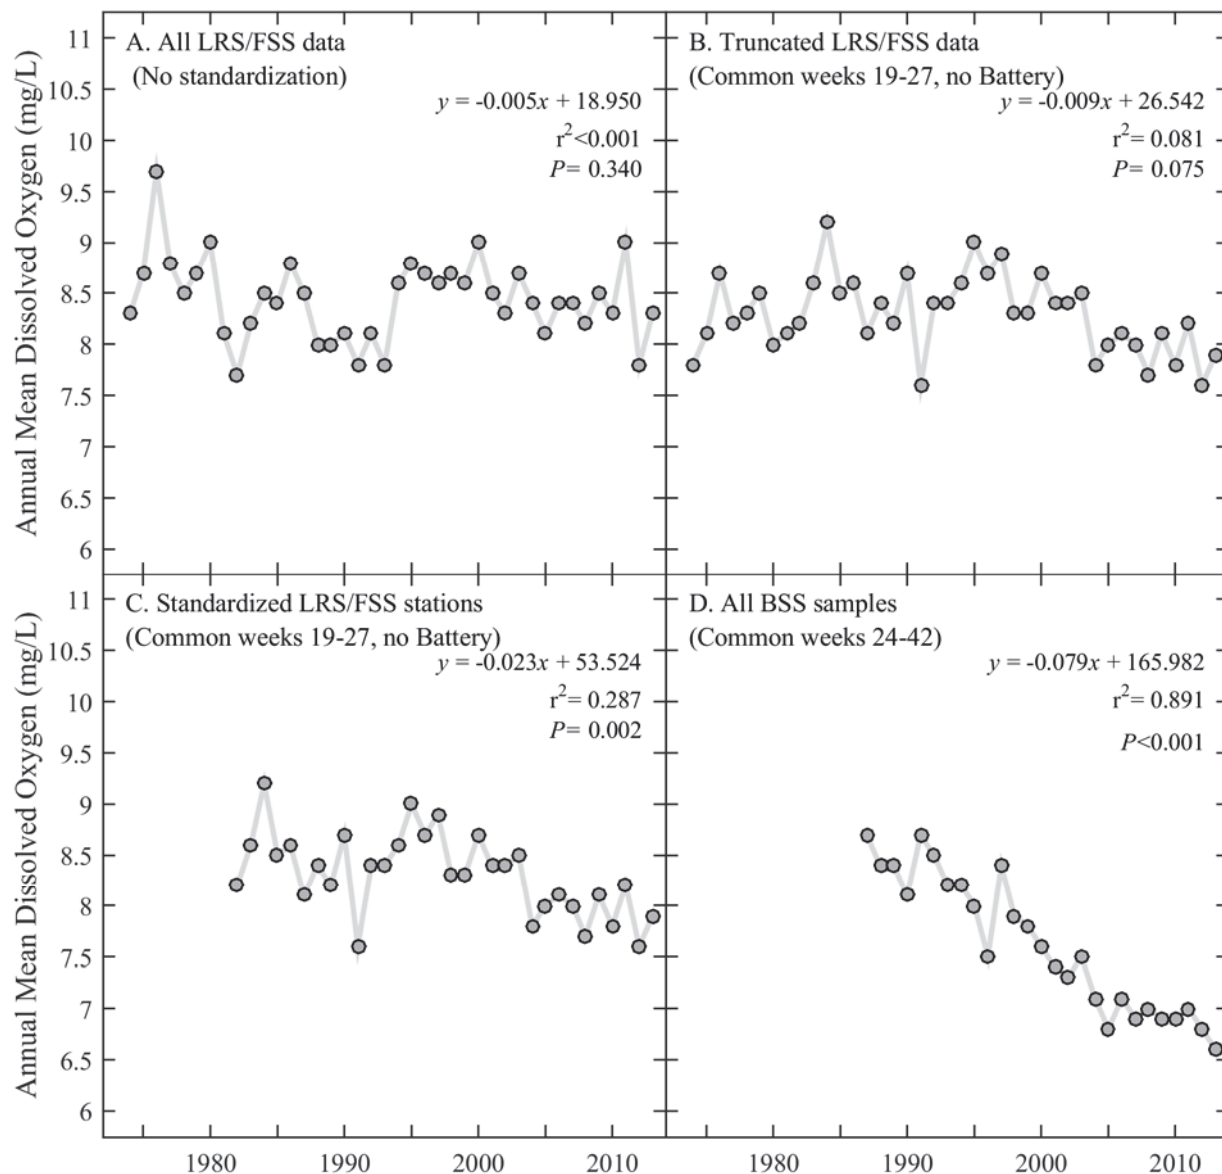 A. All LRS/FSS data
(No standardization)
y = -0.005x + 18.950
r²<0.001
P= 0.340
B. Truncated LRS/FSS data
(Common weeks 19-27, no Battery)
y = -0.009x + 26.542
r²= 0.081
P= 0.075
Annual Mean Dissolved Oxygen (mg/L)
11
10.5
10
9.5
9
8.5
8
7.5
7
6.5
6
C. Standardized LRS/FSS stations
(Common weeks 19-27, no Battery)
y = -0.023x + 53.524
r²= 0.287
P= 0.002
D. All BSS samples
(Common weeks 24-42)
y = -0.079x + 165.982
r²= 0.891
P<0.001
Annual Mean Dissolved Oxygen (mg/L)
11
10.5
10
9.5
9
8.5
8
7.5
7
6.5
6
1980
1990
2000
2010
1980
1990
2000
2010